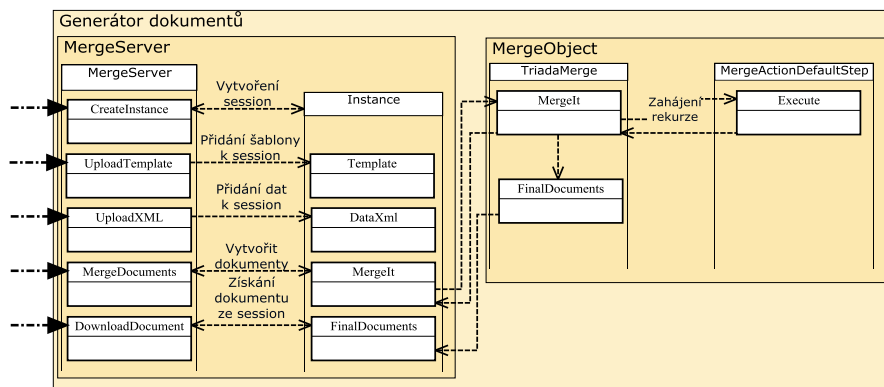 Generátor dokumentů
MergeServer
MergeObject
MergeServer
TriadaMerge
MergeActionDefaultStep
Vytvoření
session
Instance
CreateInstance
MergeIt
Zahájení
rekurze
Execute
Přidání šablony
k session
UploadTemplate
Template
Přidání dat
k session
FinalDocuments
UploadXML
DataXml
Vytvořit
dokumenty
MergeDocuments
MergeIt
Získání
dokumentu
ze session
DownloadDocument
FinalDocuments